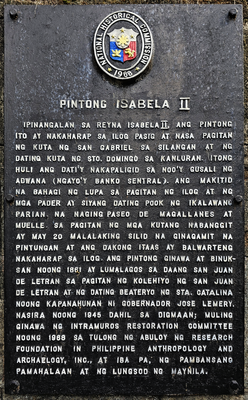 NATIONAL HISTORICAL COMMISSION
1968
PINTÓNG ISABELA II
IPINANGALAN SA REYNA ISABELA II, ANG PINTONG
ITO AY NAKAHARAP SA ILOG PASIG AT NASA PAGITAN
NG KUTA NG SAN GABRIEL SA SILANGAN AT NG
DATING KUTA NG STO. DOMINGO SA KANLURAN. ITONG
HULI ANG DATI'Y NAKAPALIGID SA NOO'Y GUSALI NG
ADWANA (NGAYO'Y BANKO SENTRAL). ANG MAKITID
NA BAHAGI NG LUPA SA PAGITAN NG ILOG AT NG
MGA PADER AY SIYANG DATING POOK NG IKALAWANG
PARIAN, NA NAGING PASEO DE MAGALLANES AT
MUELLE. SA PAGITAN NG MGA KUTANG NABANGGIT
AY MAY 20 MALALAKING SILID NA GINAGAMIT NA
PINTUNGAN AT ANG DAKONG ITAAS AY BALWARTENG
NAKAHARAP SA ILOG. ANG PINTONG GINAWA AT BINUK-
SAN NOONG 1861 AY LUMALAGOS SA DAANG SAN JUAN
DE LETRAN SA PAGITAN NG KOLEHIYO NG SAN JUAN
DE LETRAN AT NG DATING BEATERYO NG STA. CATALINA
NOONG KAPANAHUNAN NI GOBERNADOR JOSE LEMERY.
NASIRA NOONG 1945 DAHIL SA DIGMAAN; MULING
GINAWA NG INTRAMUROS RESTORATION COMMITTEE
NOONG 1968 SA TULONG NG ABULOY NG RESEARCH
FOUNDATION IN PHILIPPINE ANTHROPOLOGY AND
ARCHAELOGY, INC., AT IBA PA, NG PAMBANSANG
PAMAHALAAN AT NG LUNGSOD NG MAYNILA.